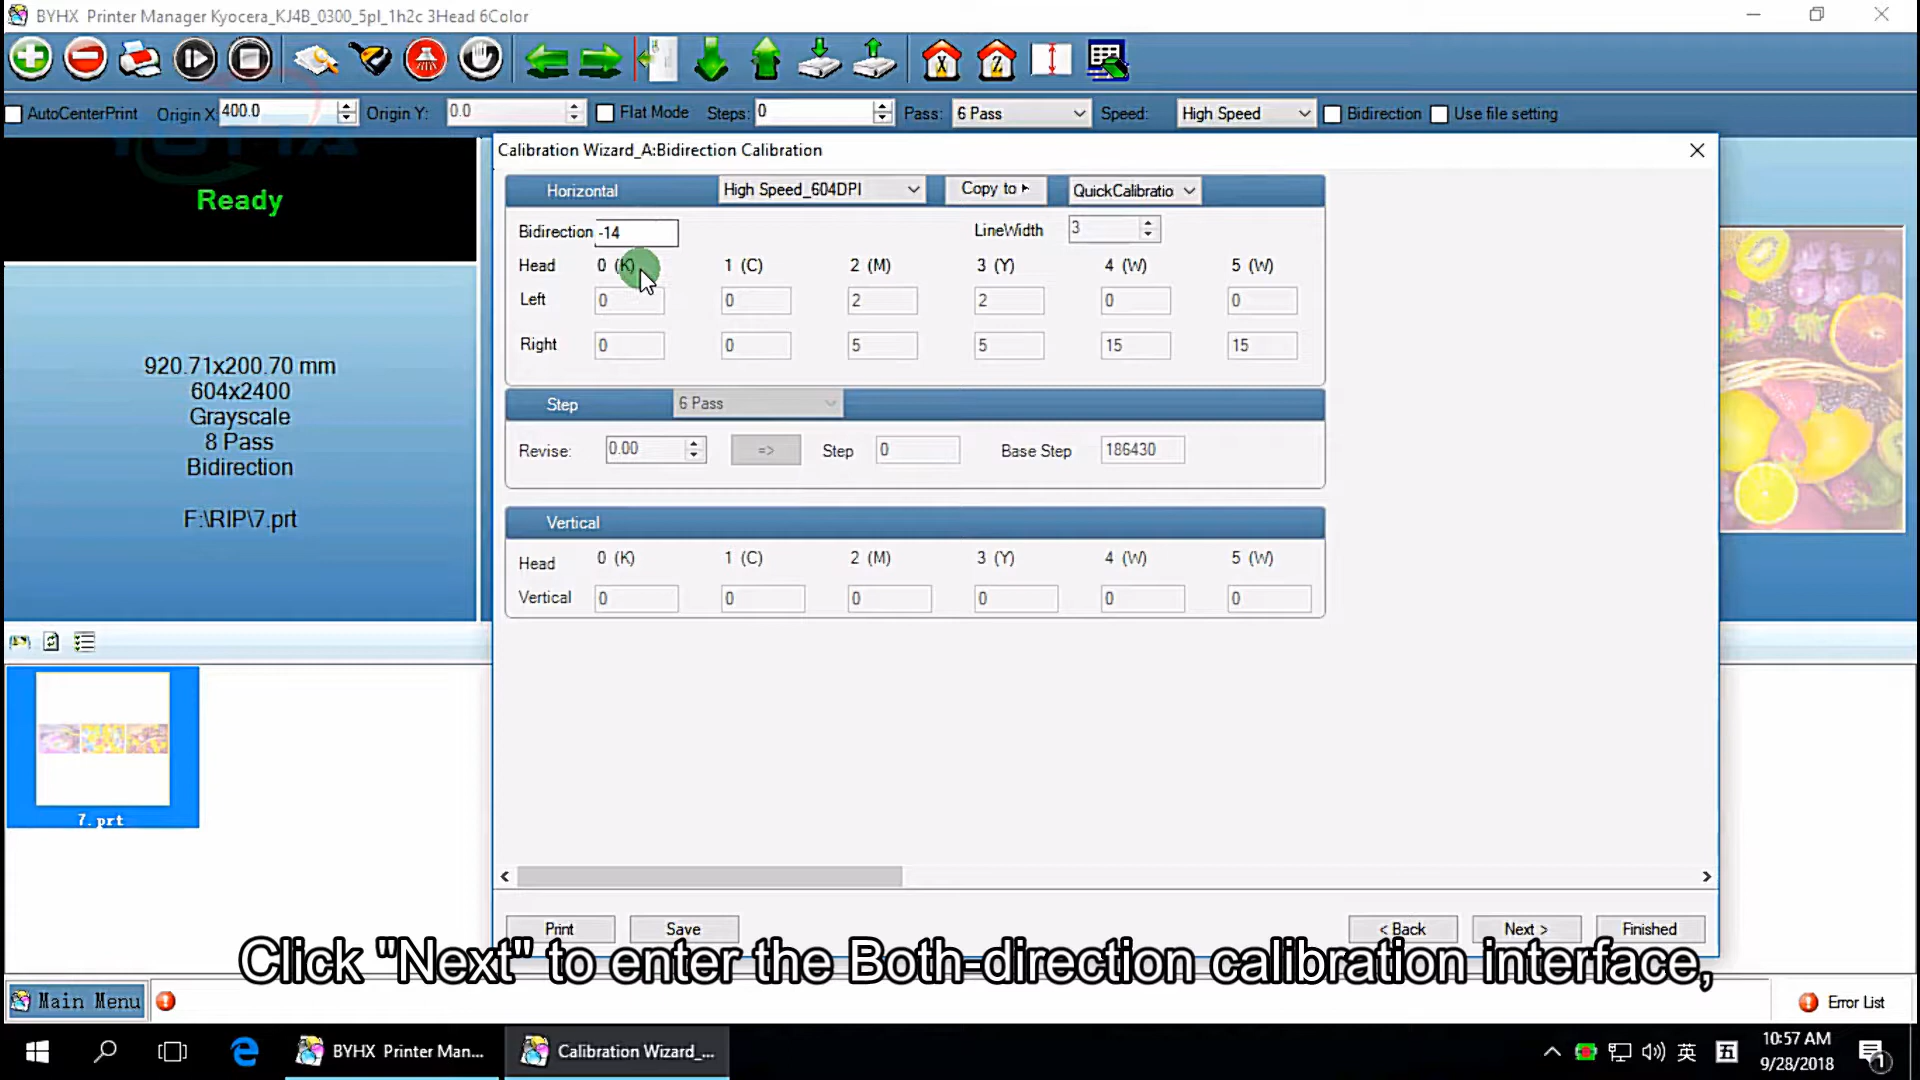 BYHX Printer Manager Kyocera_KJ4B_0300_5pl_1h2c 3Head 6Color
AutoCenterPrint Origin X: 400.0 Origin Y: 0.0 Flat Mode Steps: 0 Pass: 6 Pass Speed: High Speed Bidirection Use file setting
Ready
920.71x200.70 mm
604x2400
Grayscale
8 Pass
Bidirection
F:\RIP\7.prt
7.prt
Calibration Wizard_A:Bidirection Calibration
Horizontal High Speed_604DPI Copy to QuickCalibratio
Bidirection -14 LineWidth 3
Head 0 (K) 1 (C) 2 (M) 3 (Y) 4 (W) 5 (W)
Left 0 0 2 2 0 0
Right 0 0 5 5 15 15
Step 6 Pass
Revise: 0.00 => Step 0 Base Step 186430
Vertical
Head 0 (K) 1 (C) 2 (M) 3 (Y) 4 (W) 5 (W)
Vertical 0 0 0 0 0 0
Print Save < Back Next > Finished
Click "Next" to enter the Both-direction calibration interface,
Main Menu Error List
BYHX Printer Man... Calibration Wizard_... 英 五 10:57 AM
9/28/2018 1